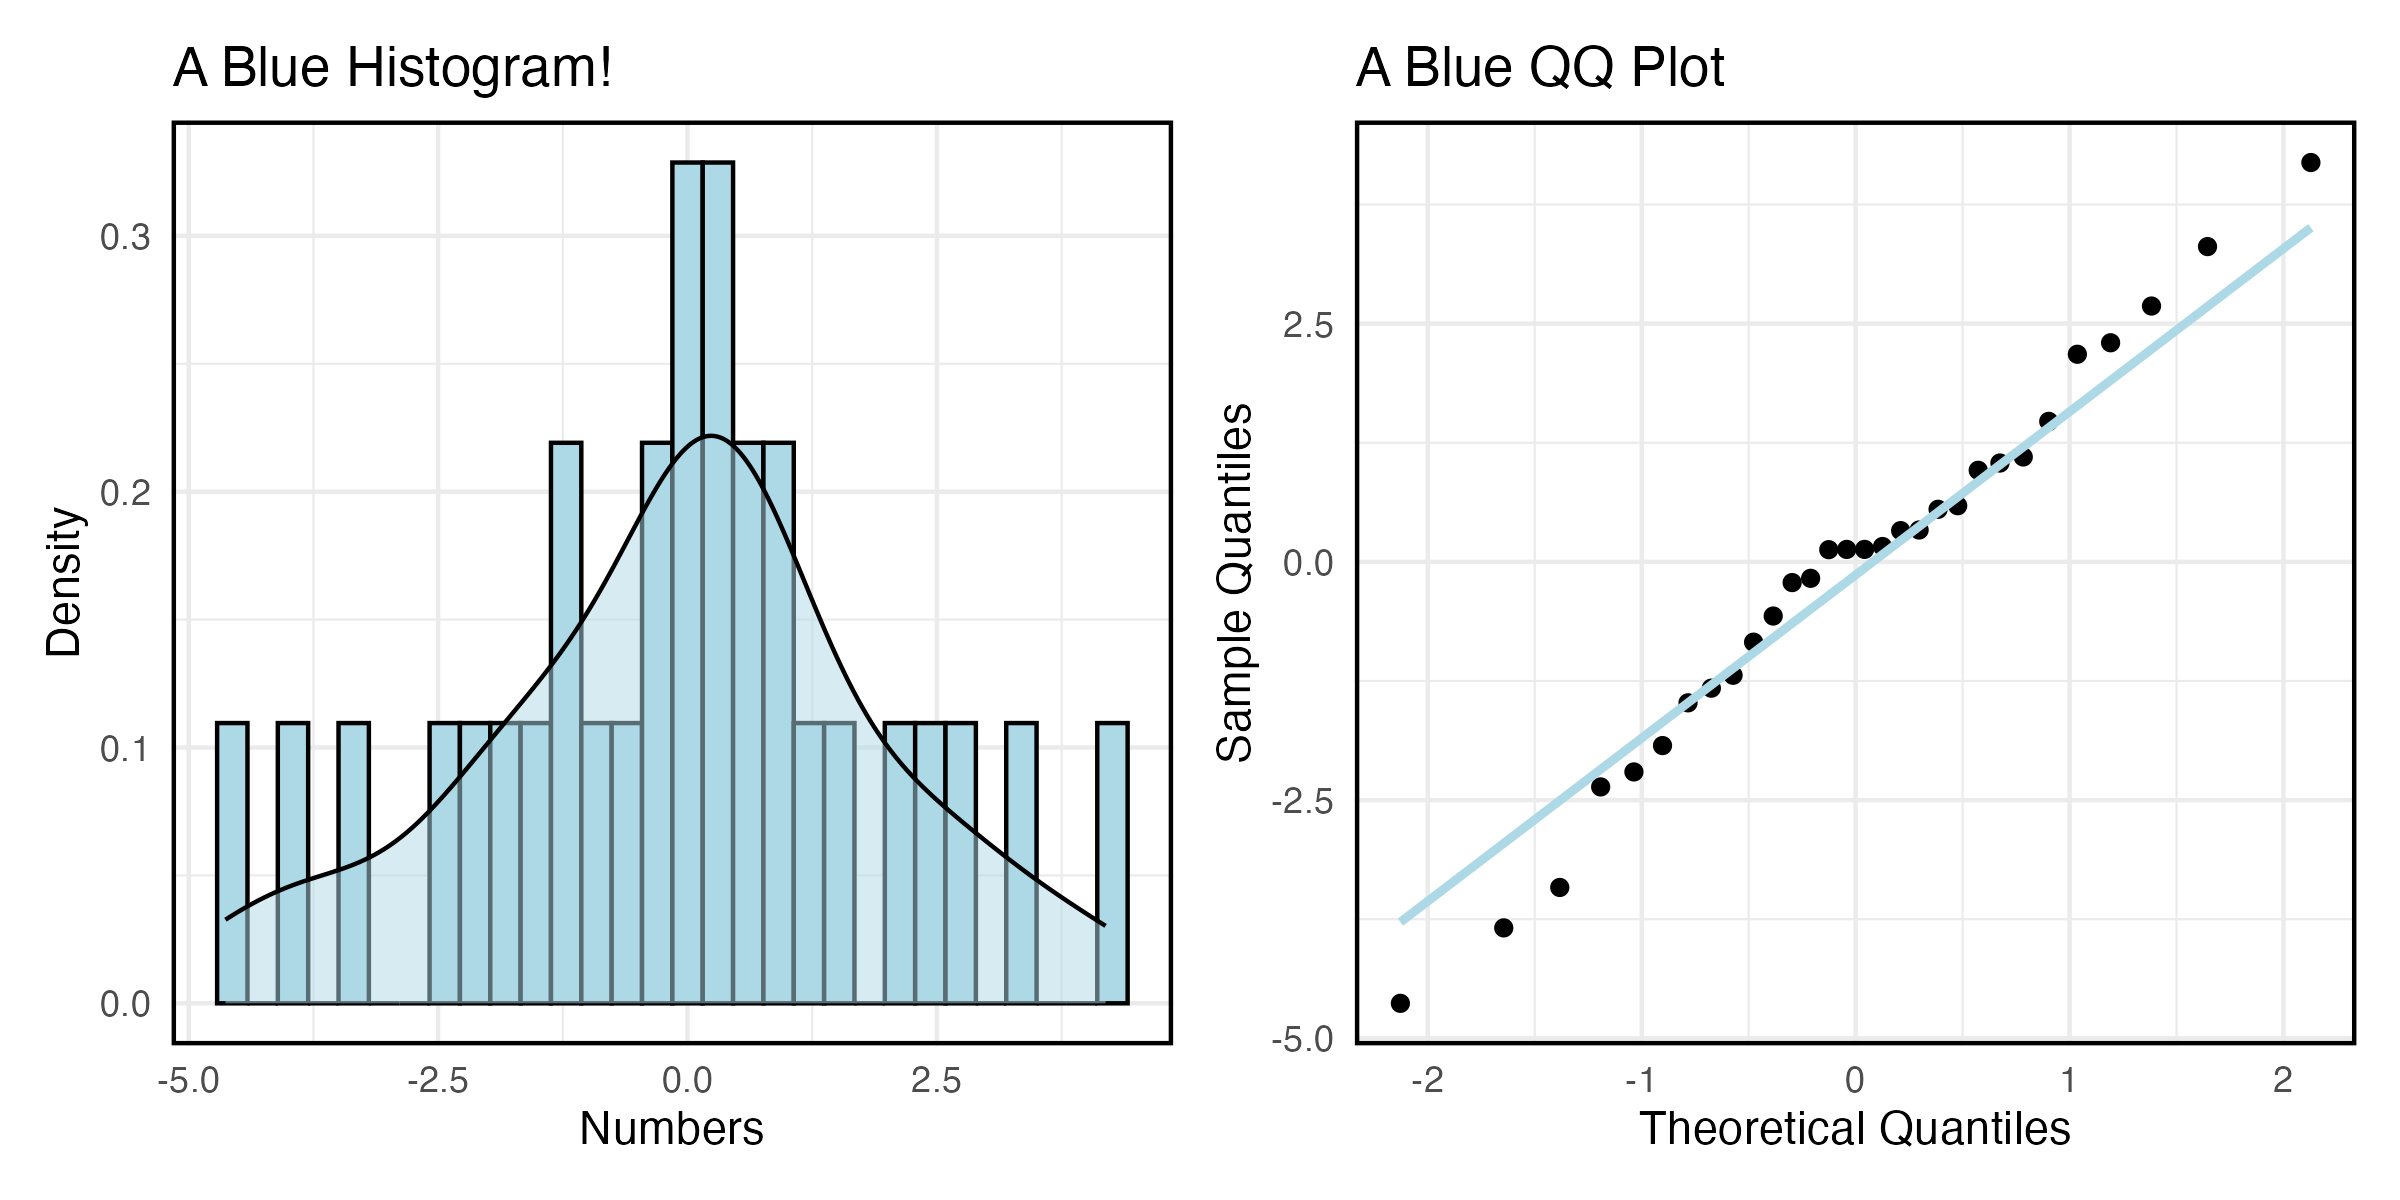 A Blue Histogram!
Density
0.3
0.2
0.1
0.0
-5.0 -2.5 0.0 2.5
Numbers
A Blue QQ Plot
Sample Quantiles
2.5
0.0
-2.5
-5.0
-2 -1 0 1 2
Theoretical Quantiles